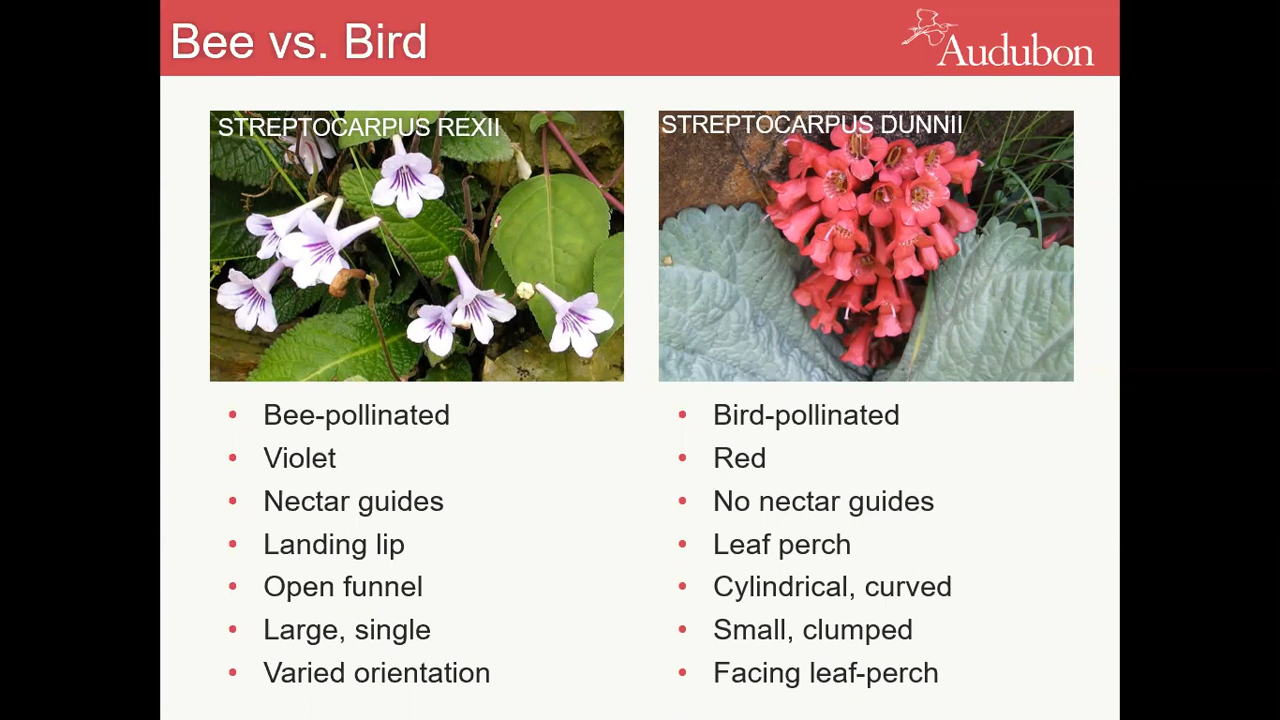 Bee vs. Bird
Audubon
STREPTOCARPUS REXII
• Bee-pollinated
• Violet
• Nectar guides
• Landing lip
• Open funnel
• Large, single
• Varied orientation
STREPTOCARPUS DUNNII
• Bird-pollinated
• Red
• No nectar guides
• Leaf perch
• Cylindrical, curved
• Small, clumped
• Facing leaf-perch